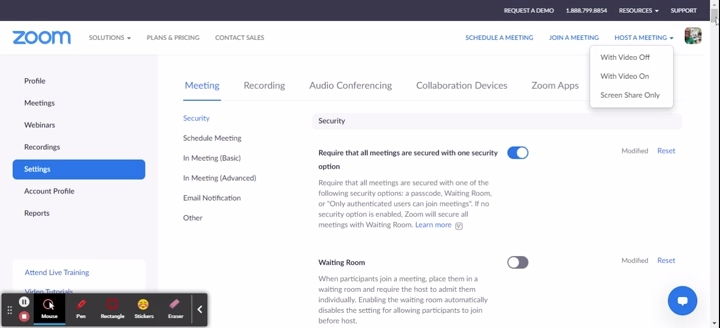 REQUEST A DEMO 1.888.799.8854 RESOURCES SUPPORT
zoom SOLUTIONS PLANS & PRICING CONTACT SALES SCHEDULE A MEETING JOIN A MEETING HOST A MEETING
With Video Off
With Video On
Screen Share Only
Profile
Meetings
Webinars
Recordings
Settings
Account Profile
Reports
Attend Live Training
Video Tutorials
Meeting Recording Audio Conferencing Collaboration Devices Zoom Apps
Security
Schedule Meeting
In Meeting (Basic)
In Meeting (Advanced)
Email Notification
Other
Security
Require that all meetings are secured with one security
option
Modified Reset
Require that all meetings are secured with one of the
following security options: a passcode, Waiting Room,
or "Only authenticated users can join meetings". If no
security option is enabled, Zoom will secure all
meetings with Waiting Room. Learn more
Waiting Room
Modified Reset
When participants join a meeting, place them in a
waiting room and require the host to admit them
individually. Enabling the waiting room automatically
disables the setting for allowing participants to join
before host.
Mouse Pen Rectangle Stickers Eraser